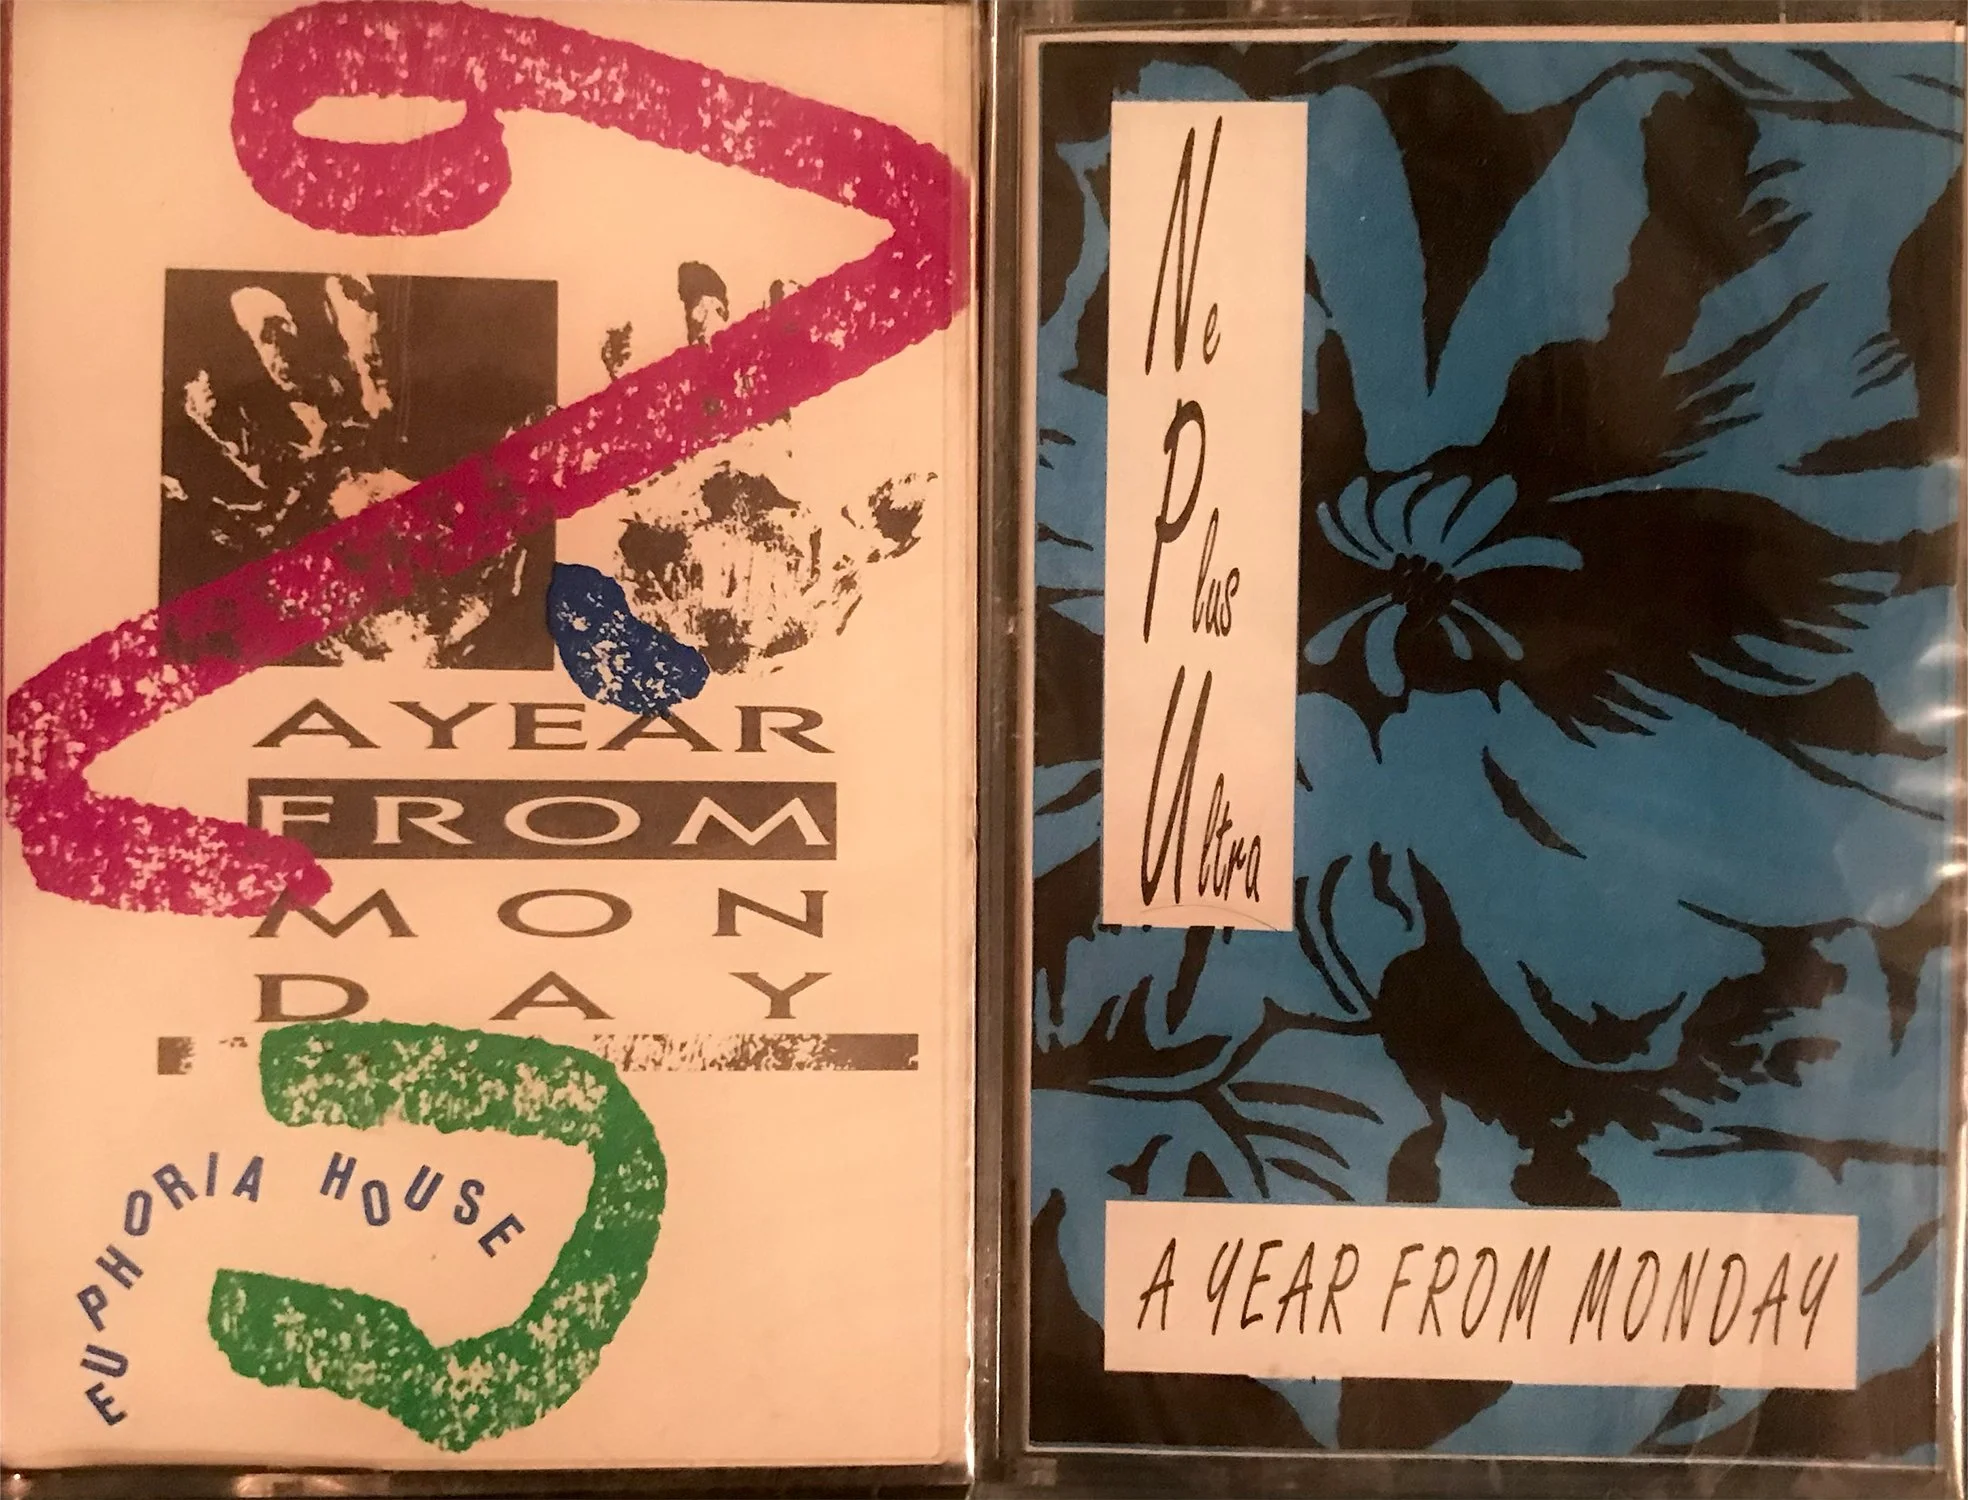 A YEAR
FROM
MON
DAY
EUPHORIA HOUSE
Ne
Plus
Ultra
A YEAR FROM MONDAY